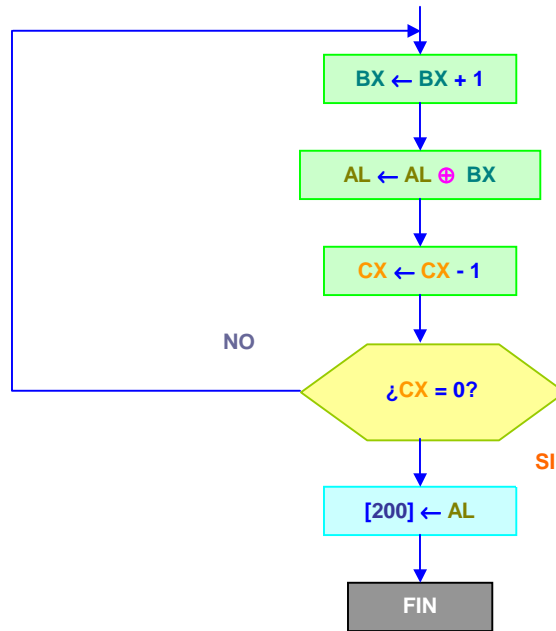 BX ← BX + 1
AL ← AL ⊕ BX
CX ← CX - 1
NO
¿CX = 0?
SI
[200] ← AL
FIN